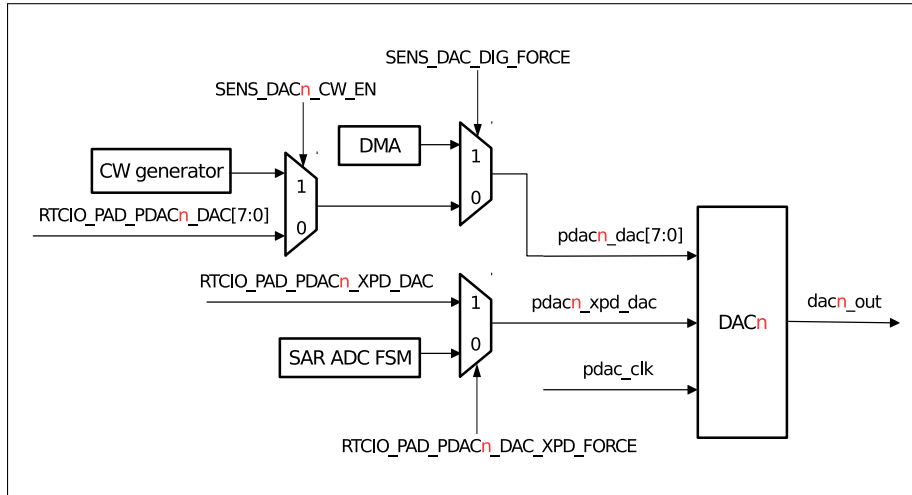 SENS_DAC_DIG_FORCE
SENS_DACn_CW_EN
DMA
1
CW generator
1
0
RTCIO_PAD_PDACn_DAC[7:0]
0
pdacn_dac[7:0]
RTCIO_PAD_PDACn_XPD_DAC
1
pdacn_xpd_dac
dacn_out
DACn
0
SAR ADC FSM
pdac_clk
RTCIO_PAD_PDACn_DAC_XPD_FORCE